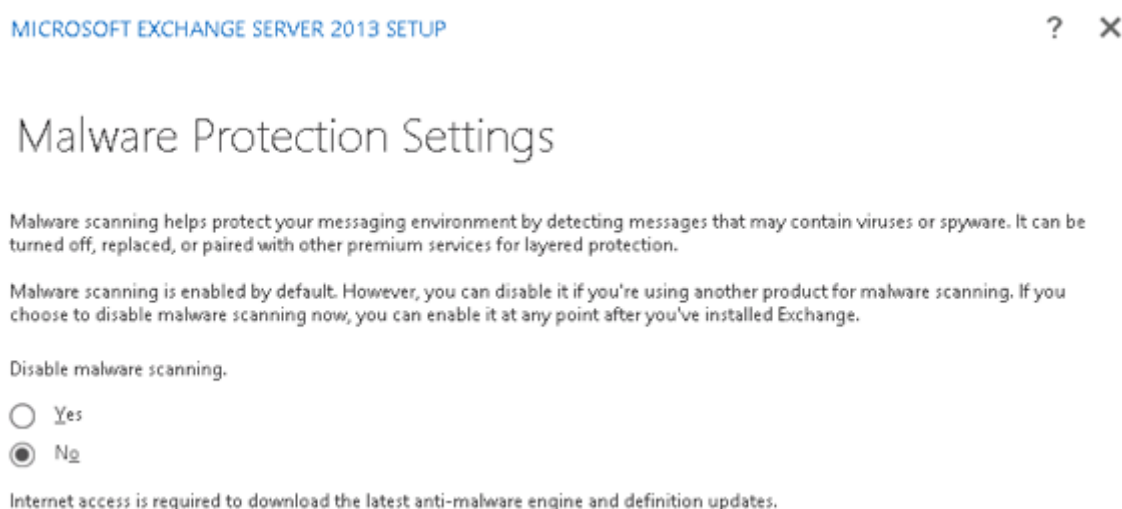 MICROSOFT EXCHANGE SERVER 2013 SETUP
?
Malware Protection Settings
Malware scanning helps protect your messaging environment by detecting messages that may contain viruses or spyware. It can be
turned off, replaced, or paired with other premium services for layered protection.
Malware scanning is enabled by default. However, you can disable it if you're using another product for malware scanning. If you
choose to disable malware scanning now, you can enable it at any point after you've installed Exchange.
Disable malware scanning.
Yes
No
Internet access is required to download the latest anti-malware engine and definition updates.